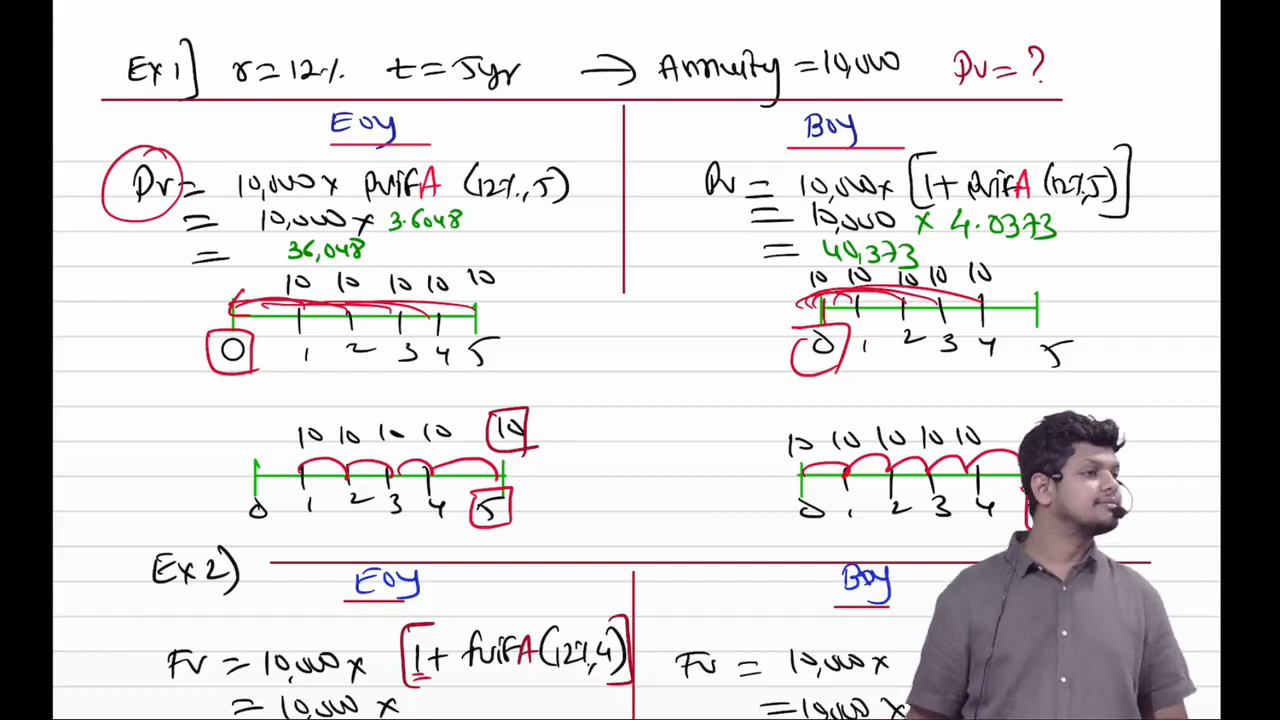 Ex 1] r = 12% t = 5yr → Annuity = 10,000 Pv = ?
Eoy
Pv = 10,000 x pvifA (12%, 5)
= 10,000 x 3.6048
= 36,048
10 10 10 10 10
0 1 2 3 4 5
10 10 10 10 10
0 1 2 3 4 5
Boy
Pv = 10,000 x [1 + pvifA (12%, 5)]
= 10,000 x 4.0373
= 40,373
10 10 10 10 10
0 1 2 3 4 5
10 10 10 10 10
0 1 2 3 4
Ex 2)
Eoy
Fv = 10,000 x [1 + fvifA (12%, 4)]
= 10,000 x
Boy
Fv = 10,000 x
= 10,000 x